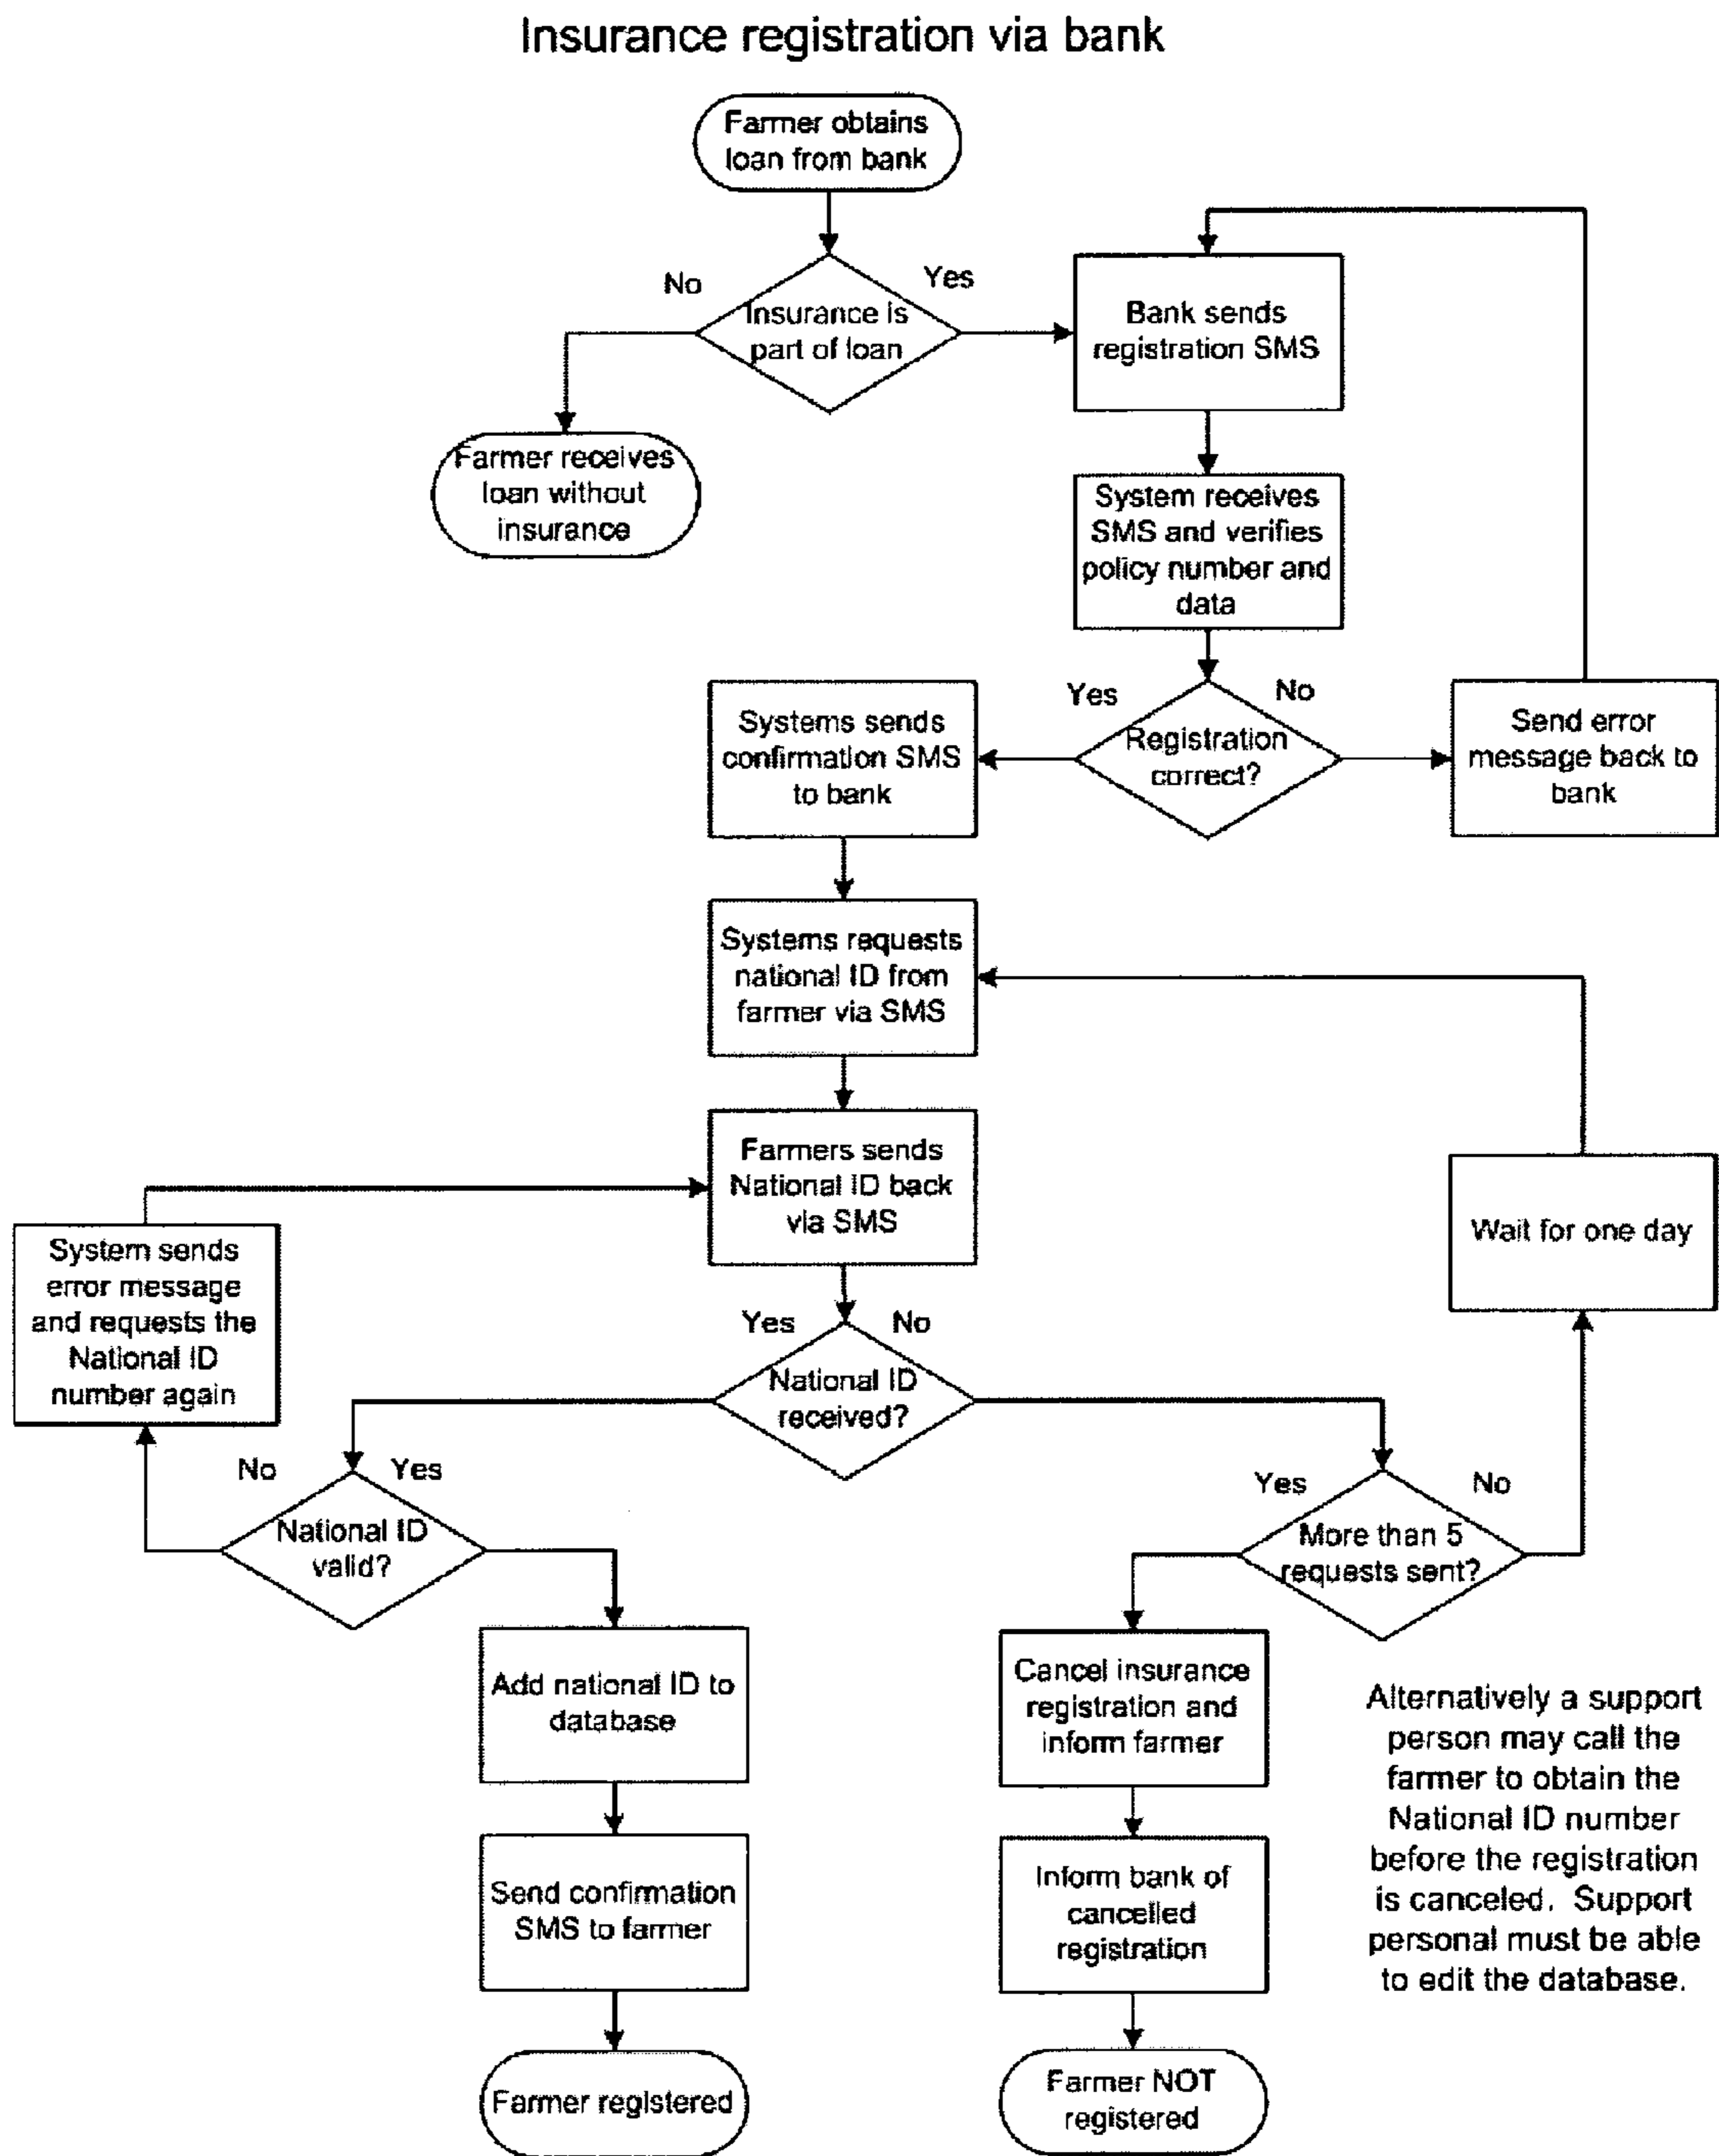 Insurance registration via bank
Farmer obtains
loan from bank
No
Yes
Insurance is
part of loan
Bank sends
registration SMS
Farmer receives
loan without
insurance
System receives
SMS and verifies
policy number and
data
Yes
No
Systems sends
confirmation SMS
to bank
Registration
correct?
Send error
message back to
bank
Systems requests
national ID from
farmer via SMS
Farmers sends
National ID back
via SMS
Wait for one day
System sends
error message
and requests the
National ID
number again
Yes
No
National ID
received?
No
Yes
National ID
valid?
Yes
No
More than 5
requests sent?
Add national ID to
database
Cancel insurance
registration and
inform farmer
Alternatively a support
person may call the
farmer to obtain the
National ID number
before the registration
is canceled. Support
personal must be able
to edit the database.
Send confirmation
SMS to farmer
Inform bank of
cancelled
registration
Farmer registered
Farmer NOT
registered